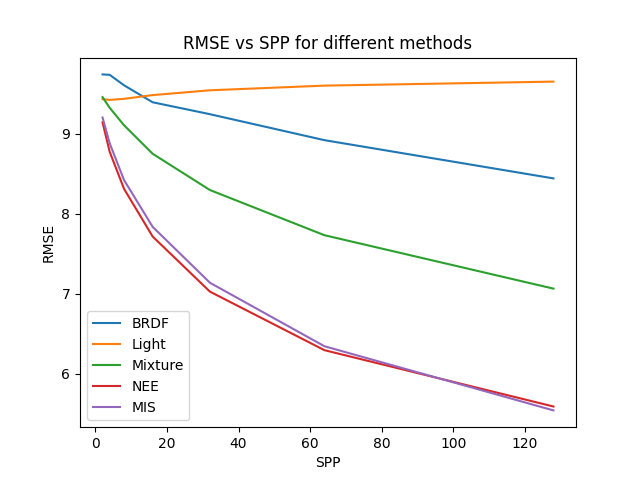 RMSE vs SPP for different methods
RMSE
9
8
7
6
BRDF
Light
Mixture
NEE
MIS
0 20 40 60 80 100 120
SPP